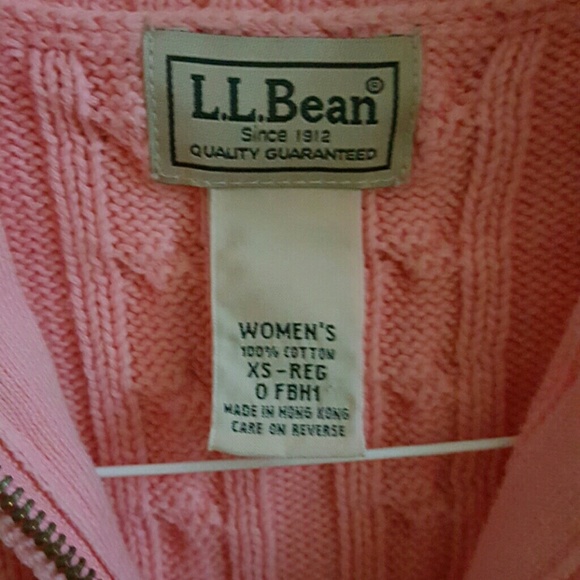 L.L.Bean®
Since 1912
QUALITY GUARANTEED
WOMEN'S
100% COTTON
XS-REG
0 FBH1
MADE IN HONG KONG
CARE ON REVERSE